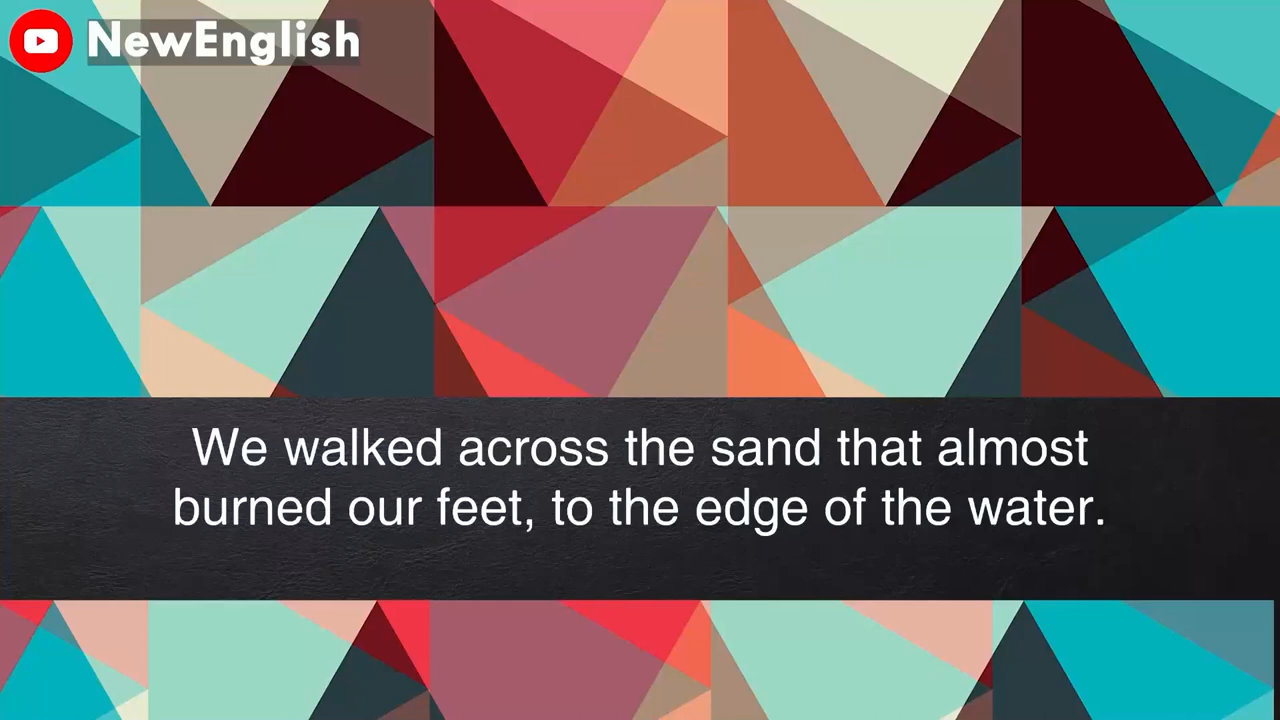 NewEnglish
We walked across the sand that almost
burned our feet, to the edge of the water.